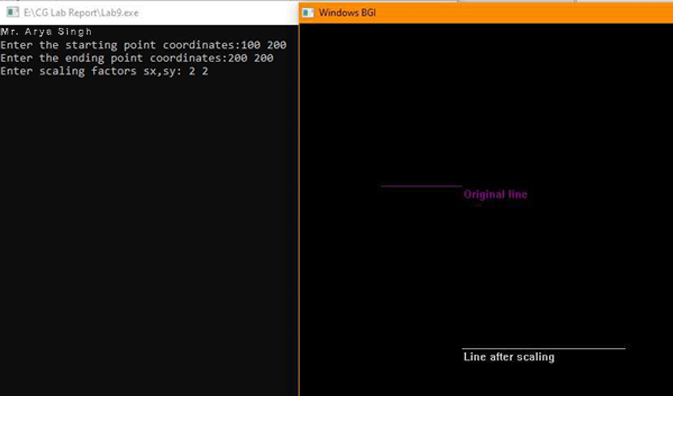 E:\CG Lab Report\Lab9.exe
Mr. Arya Singh
Enter the starting point coordinates:100 200
Enter the ending point coordinates:200 200
Enter scaling factors sx,sy: 2 2
Windows BGI
Original line
Line after scaling